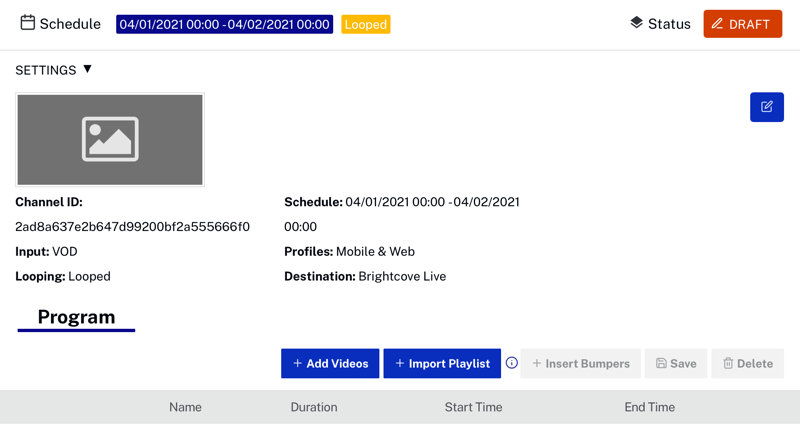 Schedule 04/01/2021 00:00 - 04/02/2021 00:00 Looped Status DRAFT
SETTINGS ▼
Channel ID:
2ad8a637e2b647d99200bf2a555666f0
Input: VOD
Looping: Looped
Schedule: 04/01/2021 00:00 - 04/02/2021
00:00
Profiles: Mobile & Web
Destination: Brightcove Live
Program
+ Add Videos + Import Playlist + Insert Bumpers Save Delete
Name Duration Start Time End Time